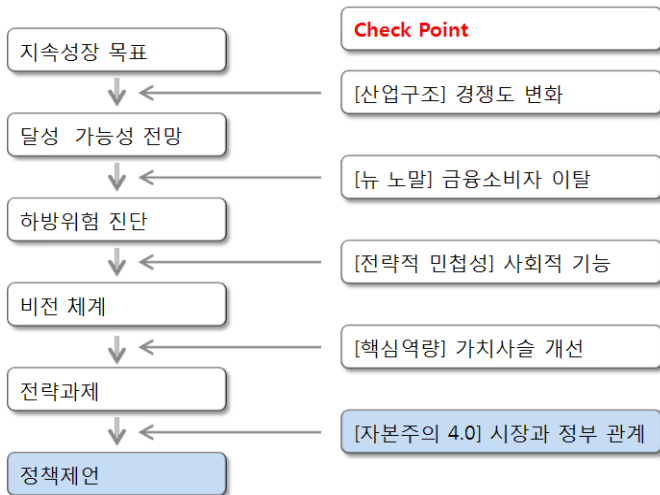 Check Point
지속성장 목표
[산업구조] 경쟁도 변화
달성 가능성 전망
[뉴 노말] 금융소비자 이탈
하방위험 진단
[전략적 민첩성] 사회적 기능
비전 체계
[핵심역량] 가치사슬 개선
전략과제
[자본주의 4.0] 시장과 정부 관계
정책제언